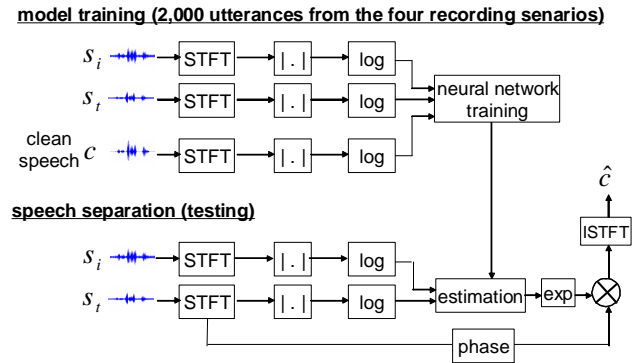 model training (2,000 utterances from the four recording senarios)
s_i STFT | . | log
s_t STFT | . | log
neural network training
clean speech c STFT | . | log
ĉ
speech separation (testing)
ISTFT
s_i STFT | . | log
s_t STFT | . | log
estimation exp
phase